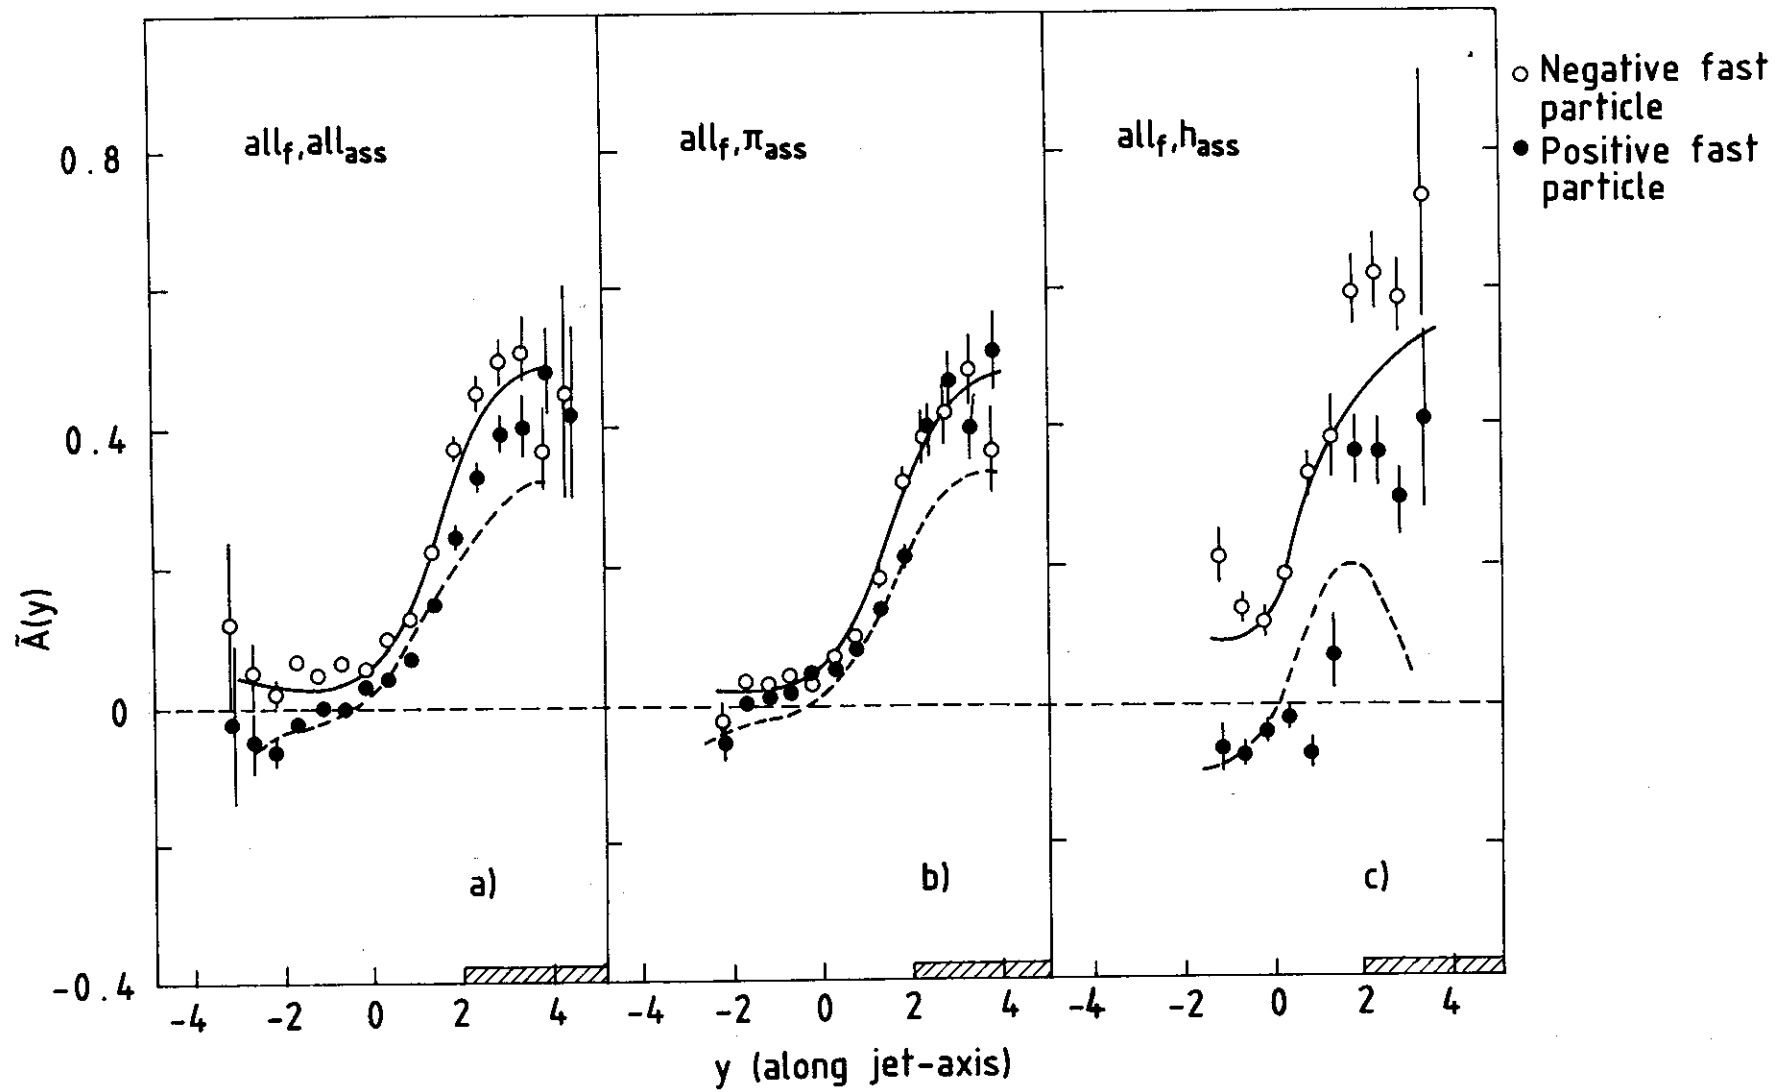 all_f, all_ass
all_f, π_ass
all_f, h_ass
○ Negative fast
particle
● Positive fast
particle
0.8
0.4
0
-0.4
Ã(y)
a)
b)
c)
-4 -2 0 2 4
-4 -2 0 2 4
-4 -2 0 2 4
y (along jet-axis)